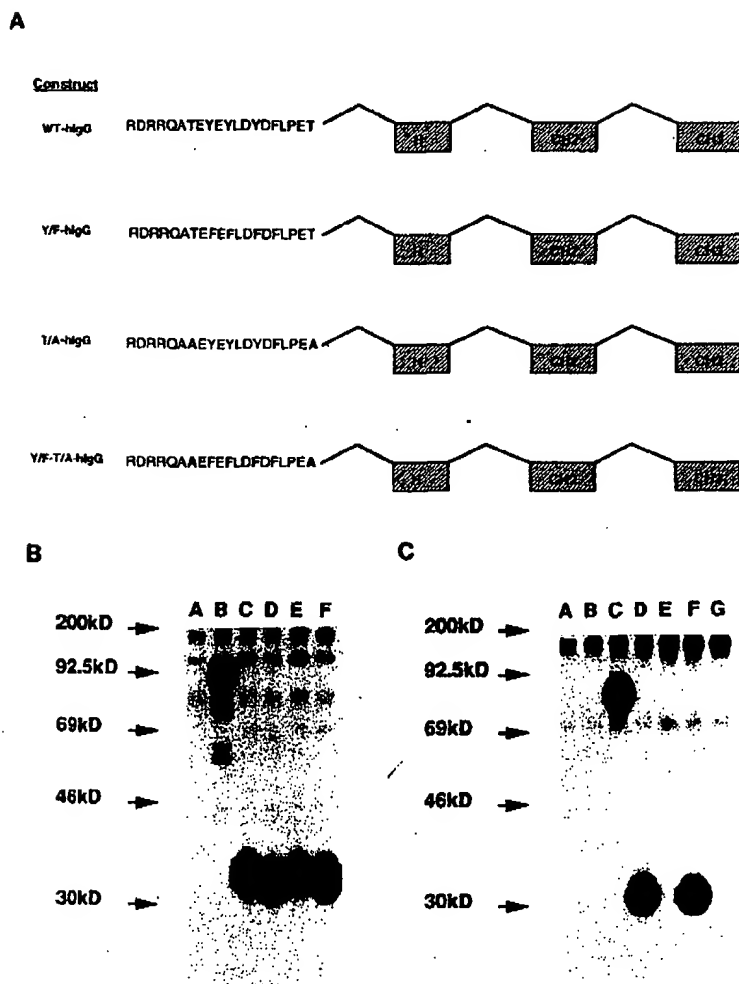 A
Construct
WT-hIgG RDRRQATEYEYLDYDFLPET
Y/F-hIgG RDRRQATEFEFLDFDFLPET
T/A-hIgG RDRRQAAEYEYLDYDFLPEA
Y/F-T/A-hIgG RDRRQAAEFEFLDFDFLPEA
B
A B C D E F
200kD
92.5kD
69kD
46kD
30kD
C
A B C D E F G
200kD
92.5kD
69kD
46kD
30kD